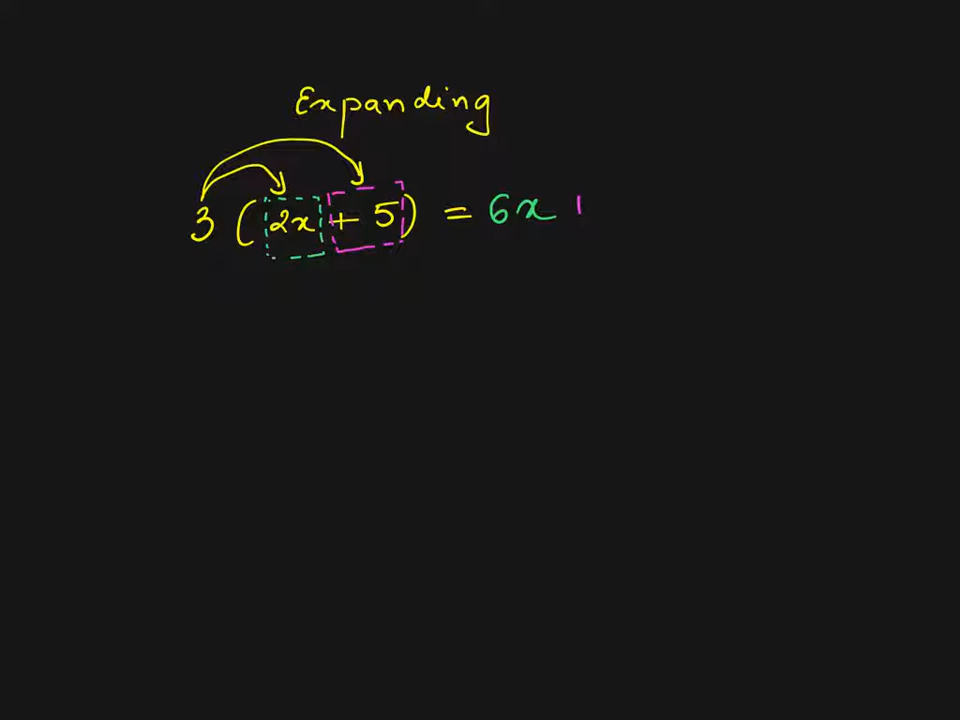 Expanding
3 (2x + 5) = 6x